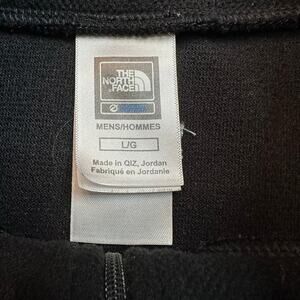 THE
NORTH
FACE
MENS/HOMMES
L/G
Made in QIZ, Jordan
Fabriqué en Jordanie